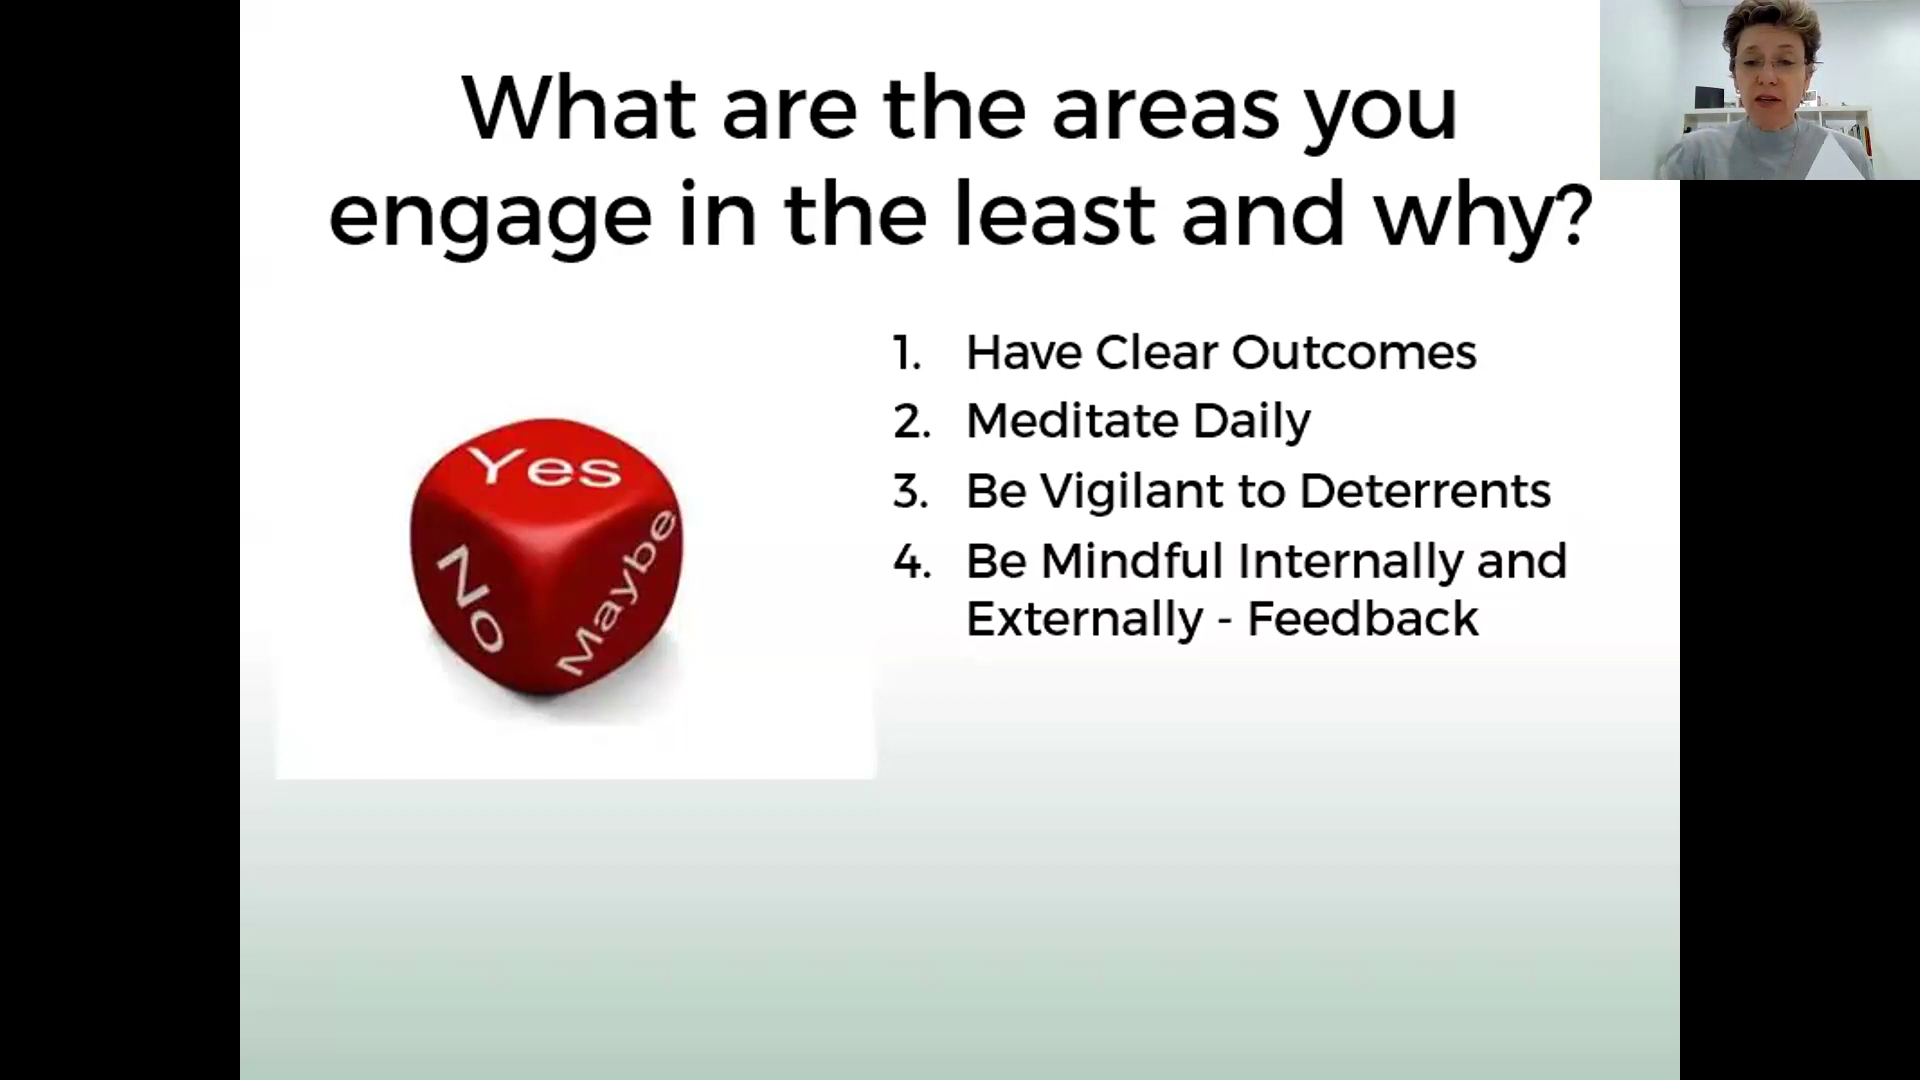 What are the areas you
engage in the least and why?
1. Have Clear Outcomes
2. Meditate Daily
3. Be Vigilant to Deterrents
4. Be Mindful Internally and
Externally - Feedback
Yes
No
Maybe